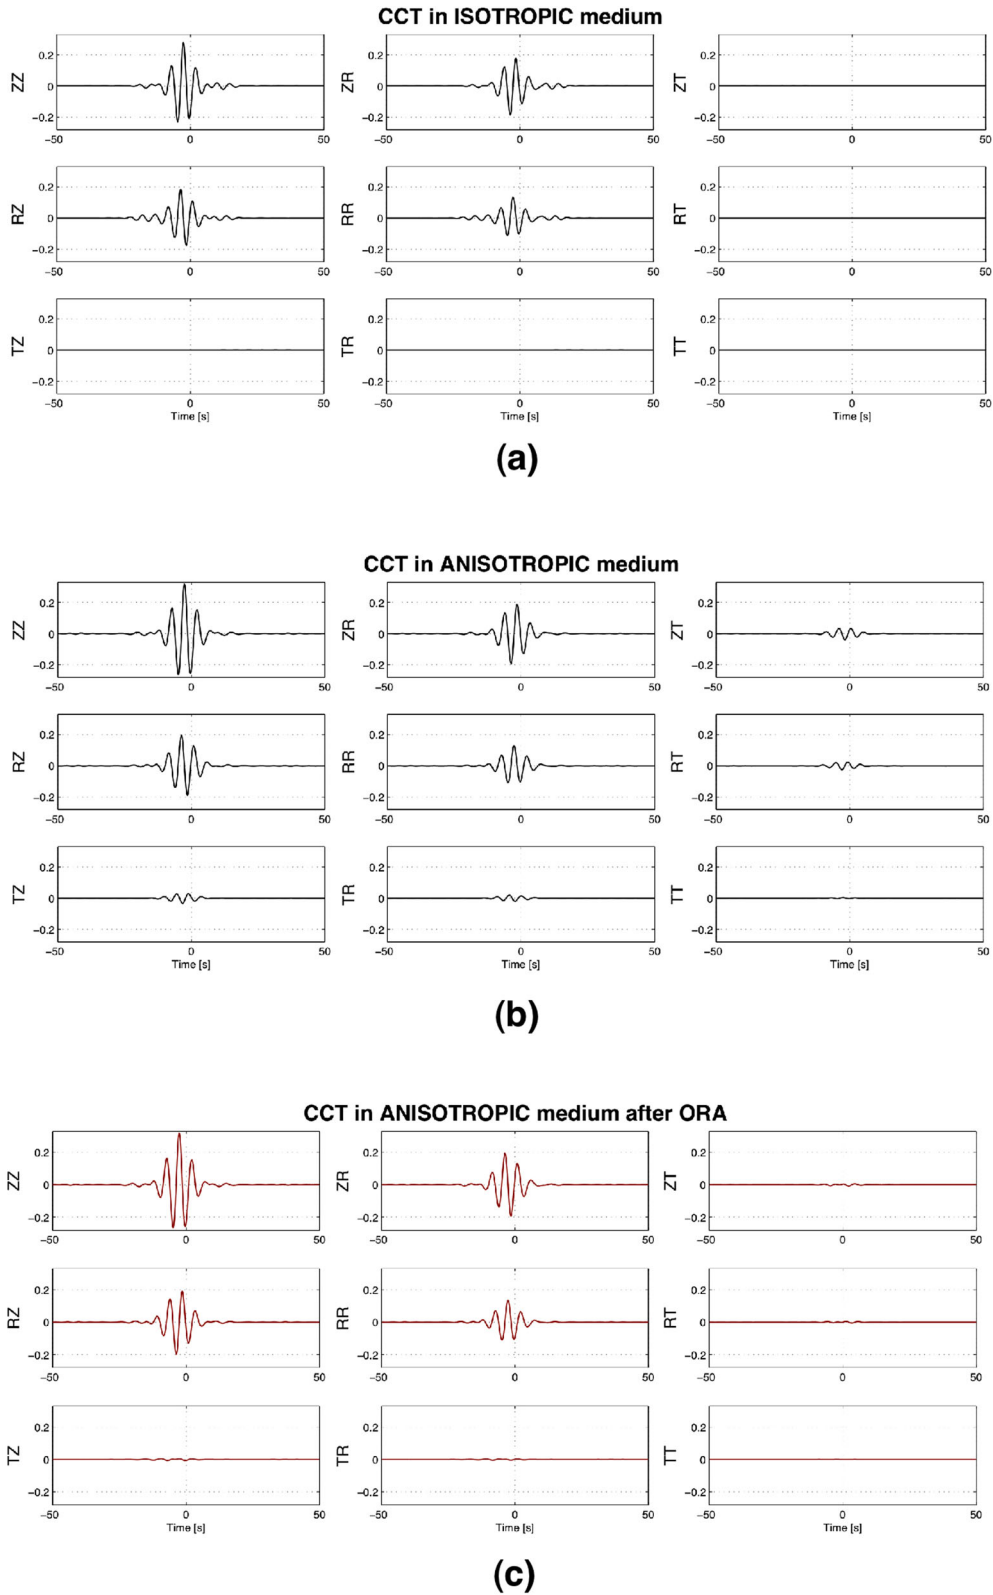 CCT in ISOTROPIC medium
ZZ 0.2 0 −0.2 −50 0 50
ZR 0.2 0 −0.2 −50 0 50
ZT 0.2 0 −0.2 −50 0 50
RZ 0.2 0 −0.2 −50 0 50
RR 0.2 0 −0.2 −50 0 50
RT 0.2 0 −0.2 −50 0 50
TZ 0.2 0 −0.2 −50 0 50
Time [s]
TR 0.2 0 −0.2 −50 0 50
Time [s]
TT 0.2 0 −0.2 −50 0 50
Time [s]
(a)
CCT in ANISOTROPIC medium
ZZ 0.2 0 −0.2 −50 0 50
ZR 0.2 0 −0.2 −50 0 50
ZT 0.2 0 −0.2 −50 0 50
RZ 0.2 0 −0.2 −50 0 50
RR 0.2 0 −0.2 −50 0 50
RT 0.2 0 −0.2 −50 0 50
TZ 0.2 0 −0.2 −50 0 50
Time [s]
TR 0.2 0 −0.2 −50 0 50
Time [s]
TT 0.2 0 −0.2 −50 0 50
Time [s]
(b)
CCT in ANISOTROPIC medium after ORA
ZZ 0.2 0 −0.2 −50 0 50
ZR 0.2 0 −0.2 −50 0 50
ZT 0.2 0 −0.2 −50 0 50
RZ 0.2 0 −0.2 −50 0 50
RR 0.2 0 −0.2 −50 0 50
RT 0.2 0 −0.2 −50 0 50
TZ 0.2 0 −0.2 −50 0 50
Time [s]
TR 0.2 0 −0.2 −50 0 50
Time [s]
TT 0.2 0 −0.2 −50 0 50
Time [s]
(c)